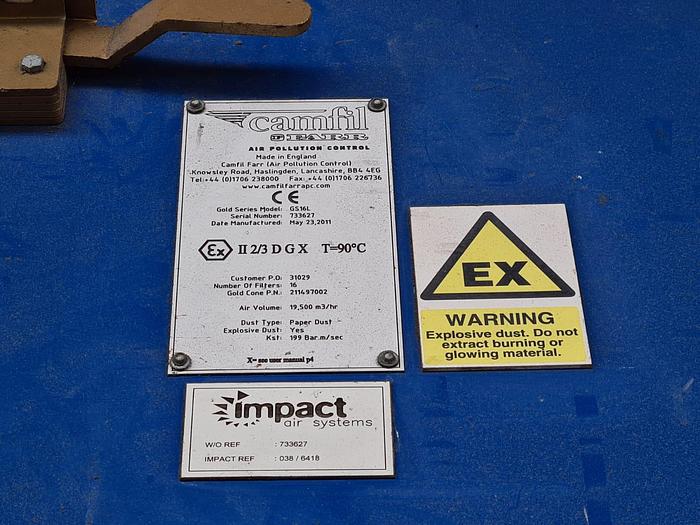 camfil
FARR
AIR POLLUTION CONTROL
Made in England
Camfil Farr (Air Pollution Control)
Knowsley Road, Haslingden, Lancashire, BB4 4EG
Tel:+44 (0)1706 238000 Fax:+44 (0)1706 226736
www.camfilfarrapc.com
CE
Gold Series Model: GS16L
Serial Number: 733627
Date Manufactured: May 23,2011
Ex II 2/3 D G X T=90°C
Customer P.O: 31029
Number Of Filters: 16
Gold Cone P.N.: 211497002
Air Volume: 19,500 m3/hr
Dust Type: Paper Dust
Explosive Dust: Yes
Kst: 199 Bar.m/sec
X= see user manual p4
EX
WARNING
Explosive dust. Do not
extract burning or
glowing material.
impact
air systems
W/O REF : 733627
IMPACT REF : 038 / 6418